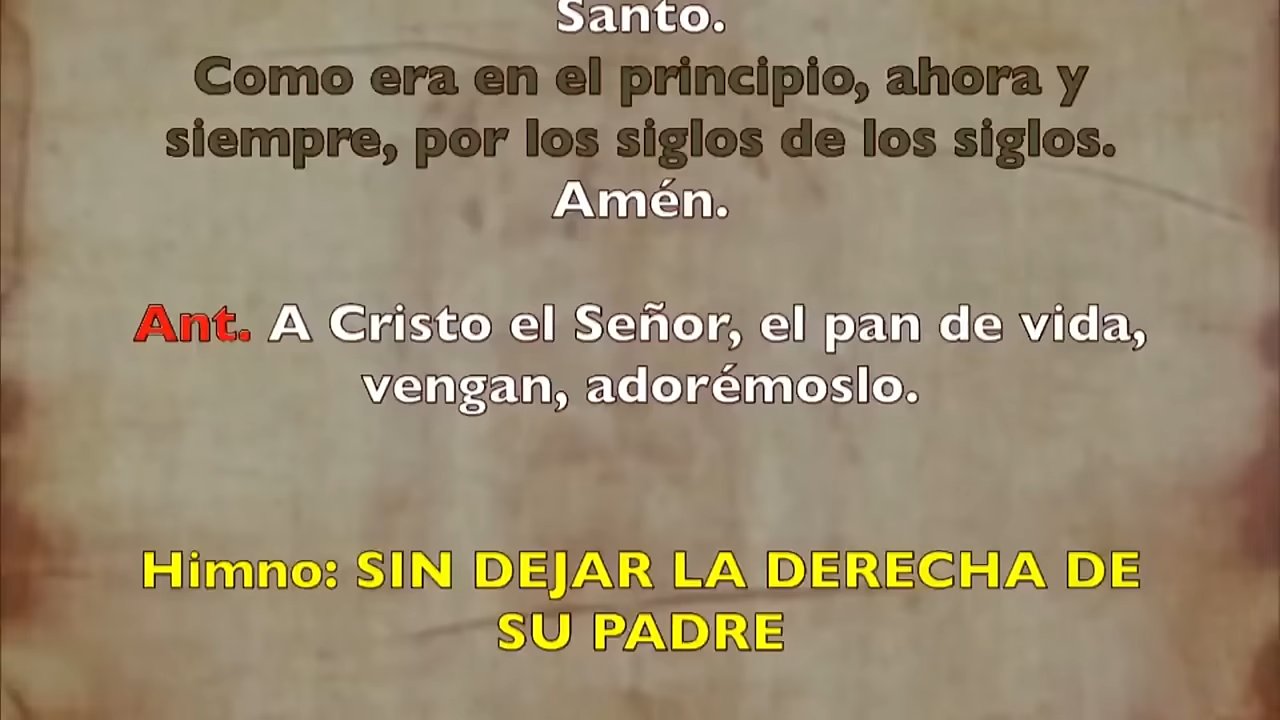 Santo.
Como era en el principio, ahora y
siempre, por los siglos de los siglos.
Amén.
Ant. A Cristo el Señor, el pan de vida,
vengan, adorémoslo.
Himno: SIN DEJAR LA DERECHA DE
SU PADRE